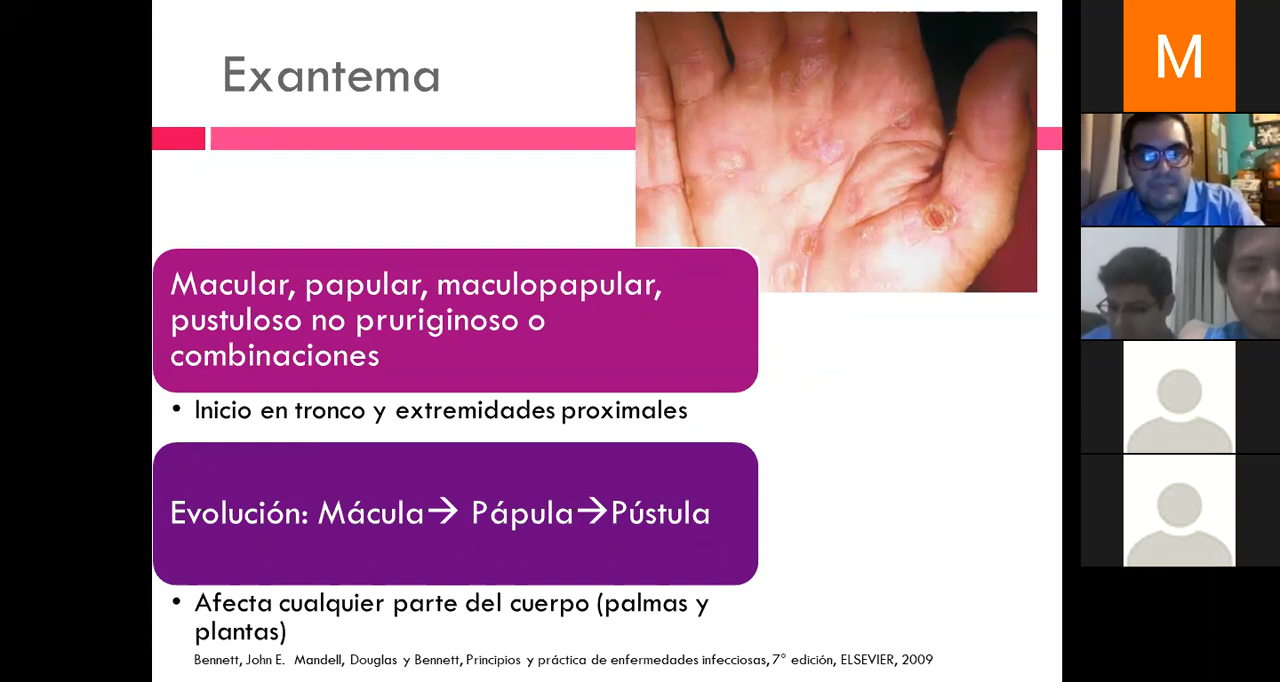 Exantema
M
Macular, papular, maculopapular,
pustuloso no pruriginoso o
combinaciones
• Inicio en tronco y extremidades proximales
Evolución: Mácula→ Pápula→Pústula
• Afecta cualquier parte del cuerpo (palmas y
plantas)
Bennett, John E. Mandell, Douglas y Bennett, Principios y práctica de enfermedades infecciosas, 7° edición, ELSEVIER, 2009